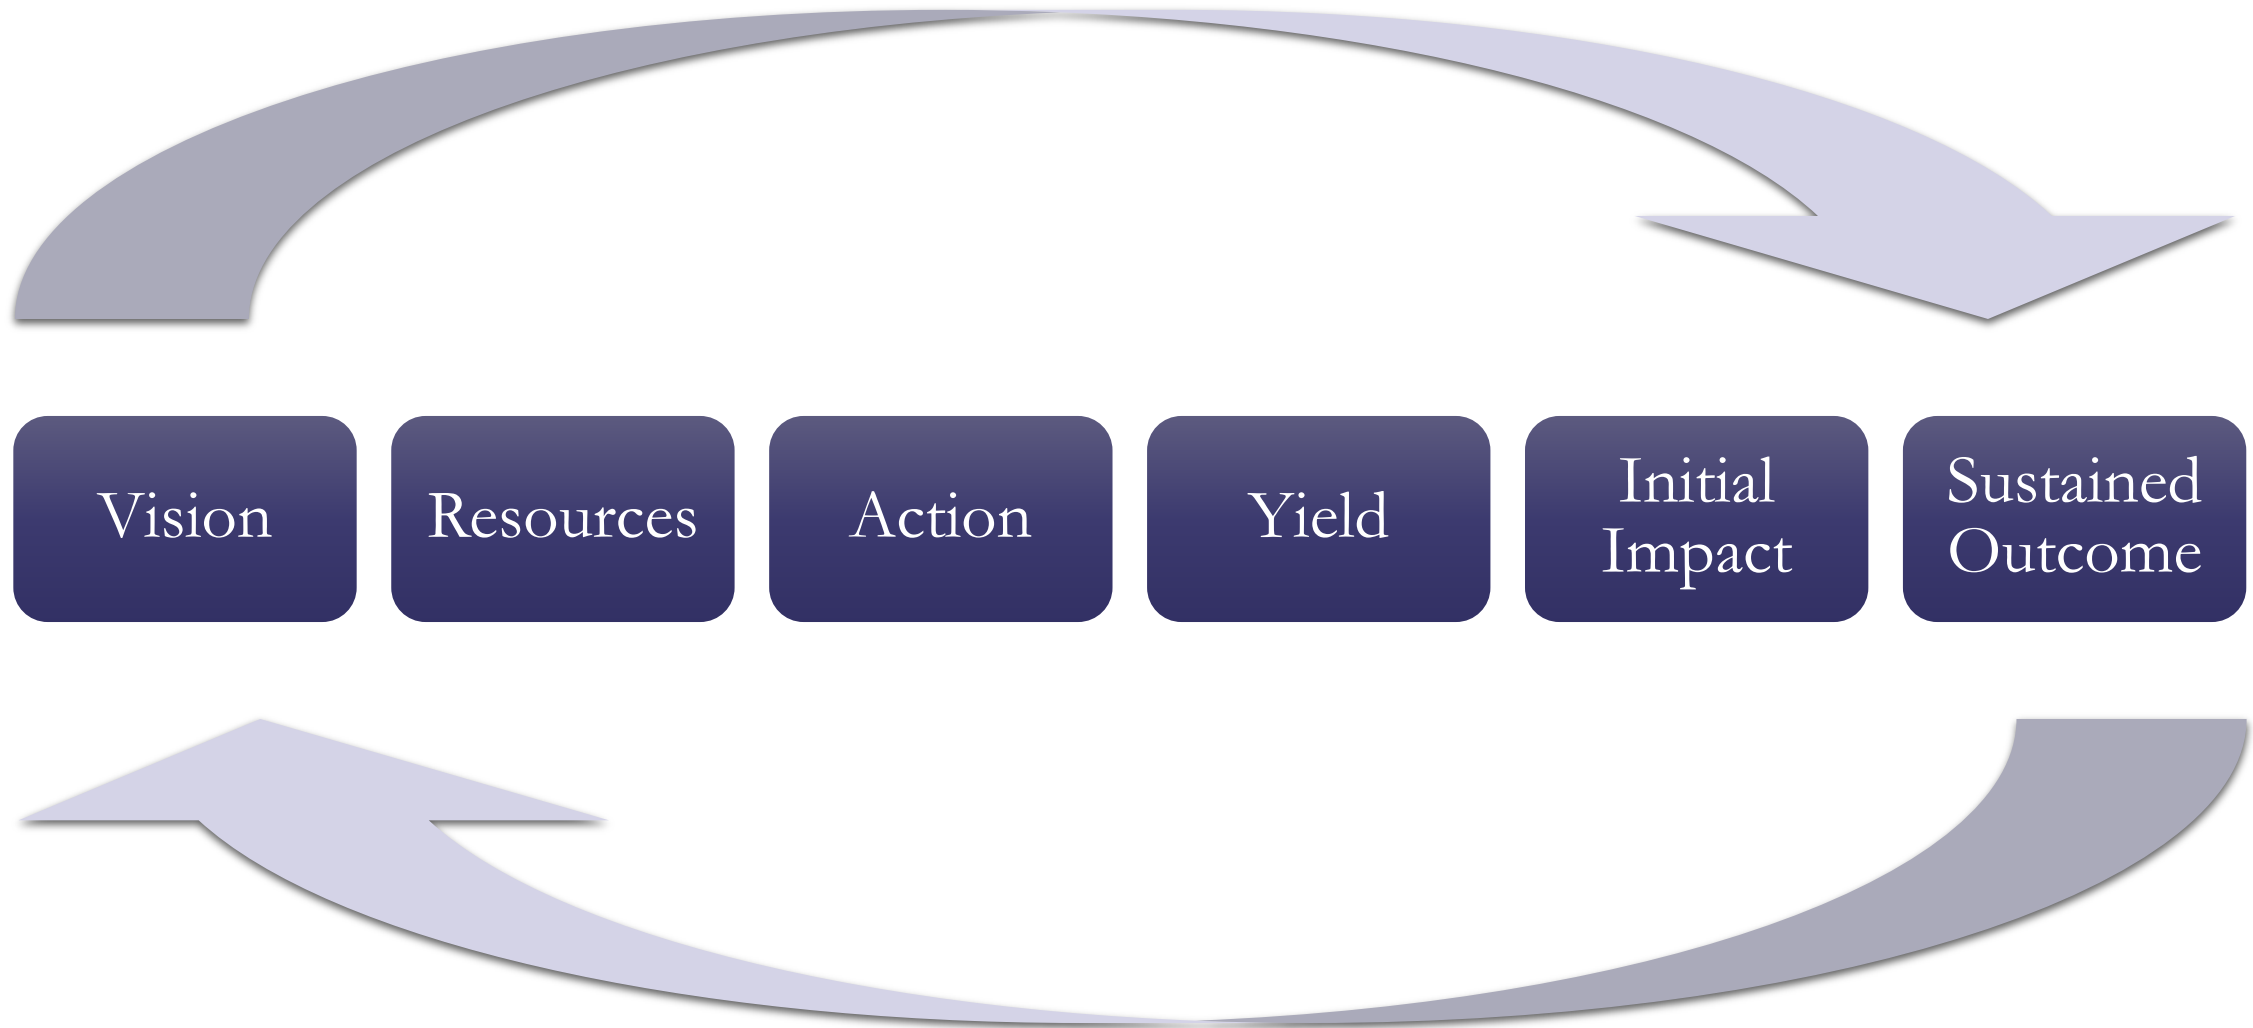 Vision
Resources
Action
Yield
Initial
Impact
Sustained
Outcome